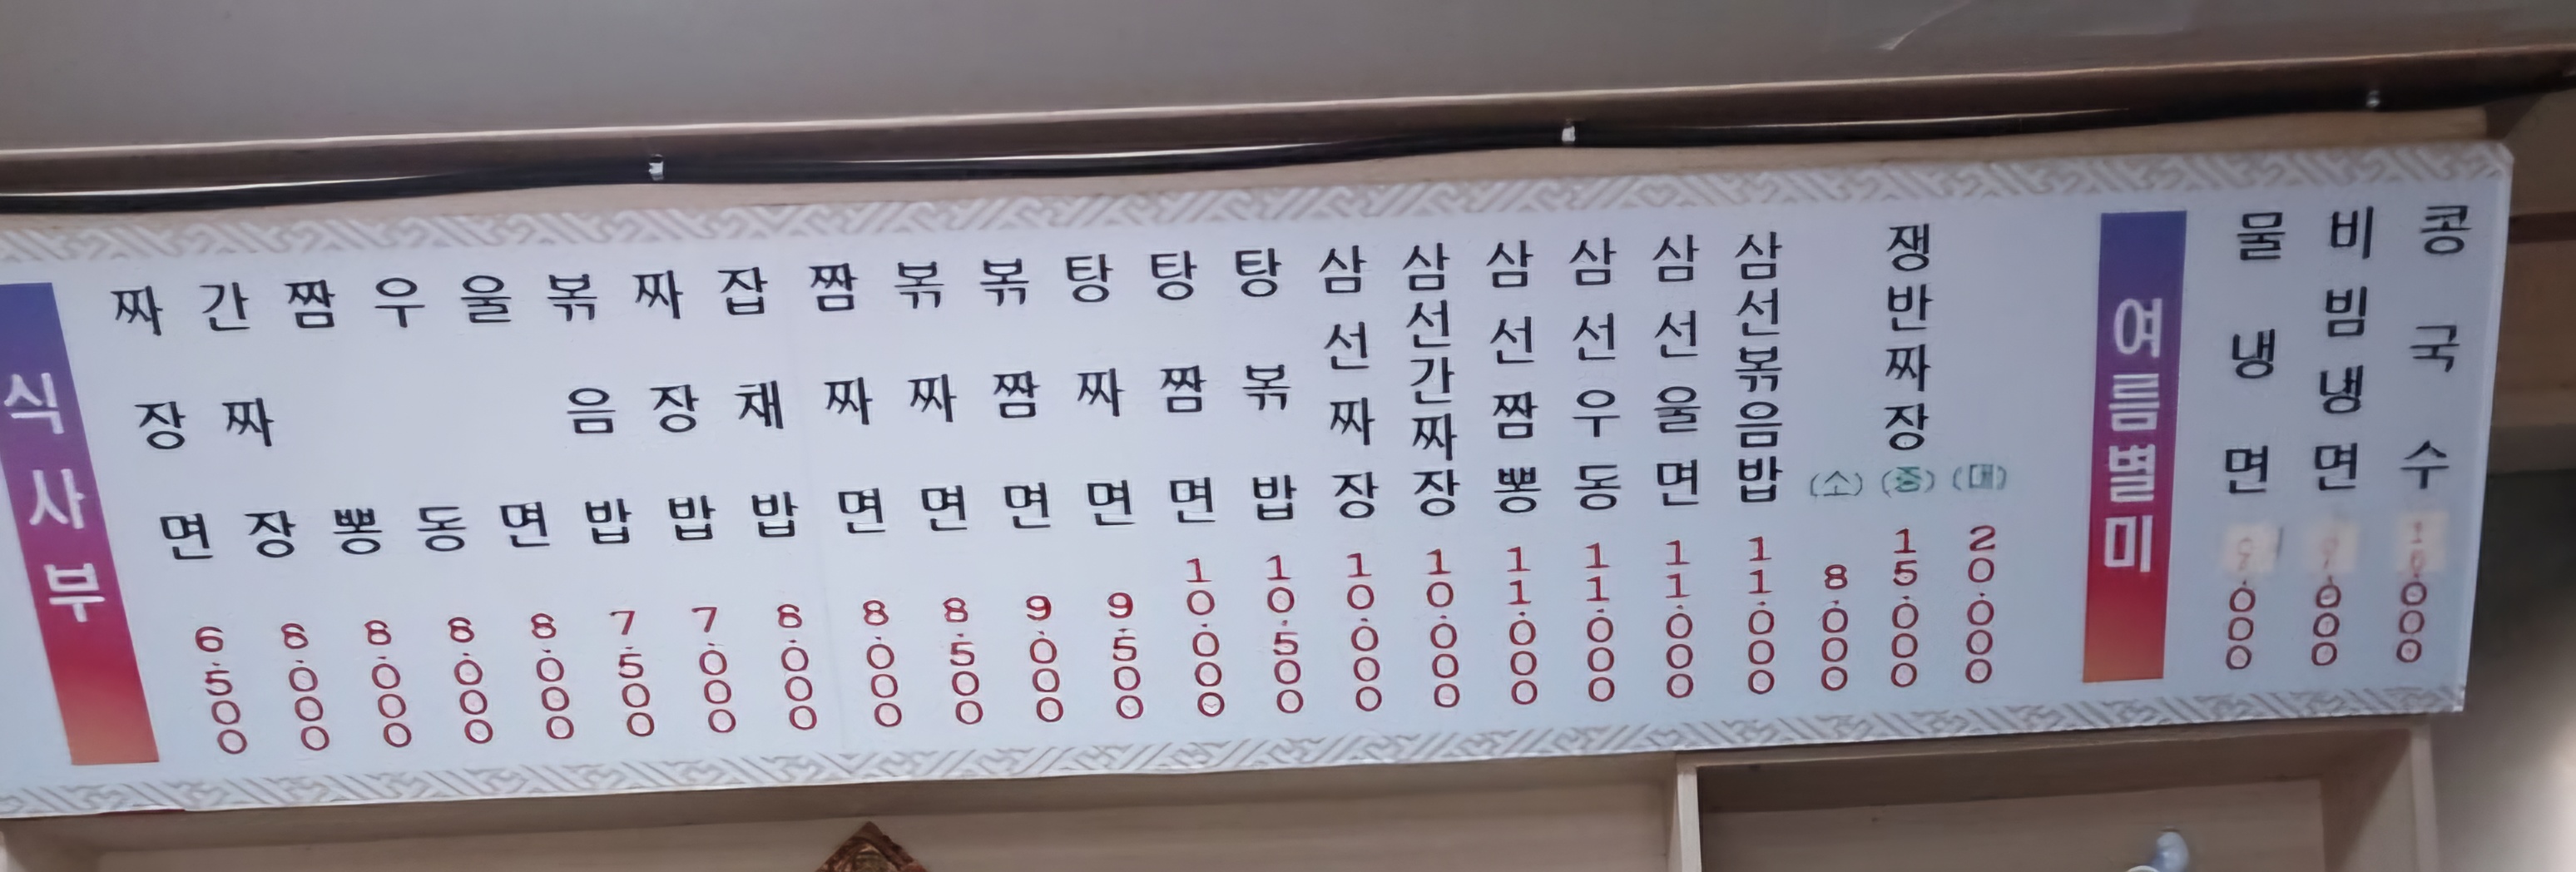 식사부
짜장면 6.500
간짜장 8.000
짬뽕 8.000
우동 8.000
울면 8.000
볶음밥 7.500
짜장밥 7.000
잡채밥 8.000
짬짜면 8.000
볶짜면 8.500
볶짬면 9.000
탕짜면 9.500
탕짬면 10.000
탕볶밥 10.500
삼선짜장 10.000
삼선간짜장 10.000
삼선짬뽕 11.000
삼선우동 11.000
삼선울면 11.000
삼선볶음밥 11.000
쟁반짜장
(소) 8.000
(중) 15.000
(대) 20.000
여름별미
물냉면 9.000
비빔냉면 9.000
콩국수 10.000